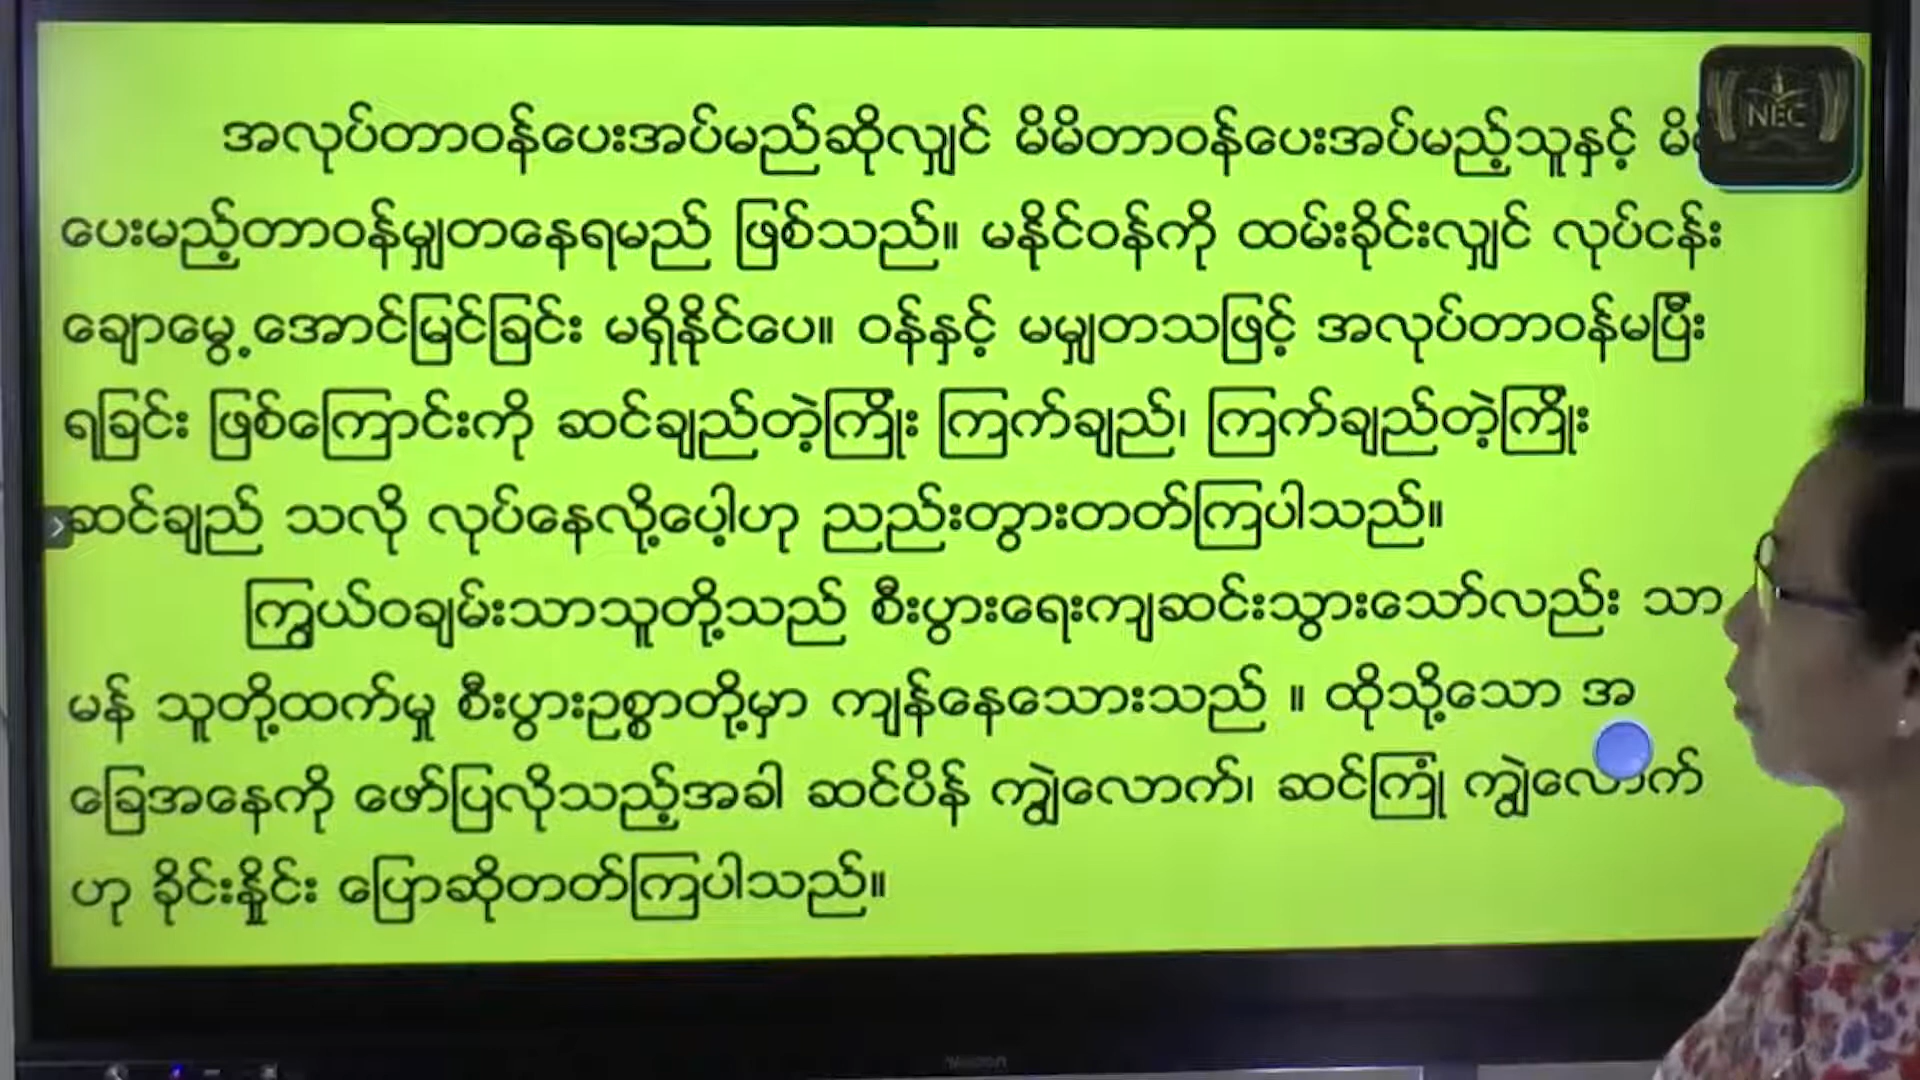 အလုပ်တာဝန်ပေးအပ်မည်ဆိုလျှင် မိမိတာဝန်ပေးအပ်မည့်သူနှင့်
ပေးမည့်တာဝန်မျှတနေရမည် ဖြစ်သည်။ မနိုင်ဝန်ကို ထမ်းခိုင်းလျှင် လုပ်ငန်း
ချောမွေ့အောင်မြင်ခြင်း မရှိနိုင်ပေ။ ဝန်နှင့် မမျှတသဖြင့် အလုပ်တာဝန်မပြီး
ရခြင်း ဖြစ်ကြောင်းကို ဆင်ချည်တဲ့ကြိုး ကြက်ချည်၊ ကြက်ချည်တဲ့ကြိုး
ဆင်ချည် သလို လုပ်နေလို့ပေါ့ဟု ညည်းတွားတတ်ကြပါသည်။
ကြွယ်ဝချမ်းသာသူတို့သည် စီးပွားရေးကျဆင်းသွားသော်လည်း သာ
မန် သူတို့ထက်မှု စီးပွားဥစ္စာတို့မှာ ကျန်နေသေးသည် ။ ထိုသို့သော အ
ခြေအနေကို ဖော်ပြလိုသည့်အခါ ဆင်ပိန် ကျွဲလောက်၊ ဆင်ကြုံ ကျွဲလောက်
ဟု ခိုင်းနှိုင်း ပြောဆိုတတ်ကြပါသည်။
NEC